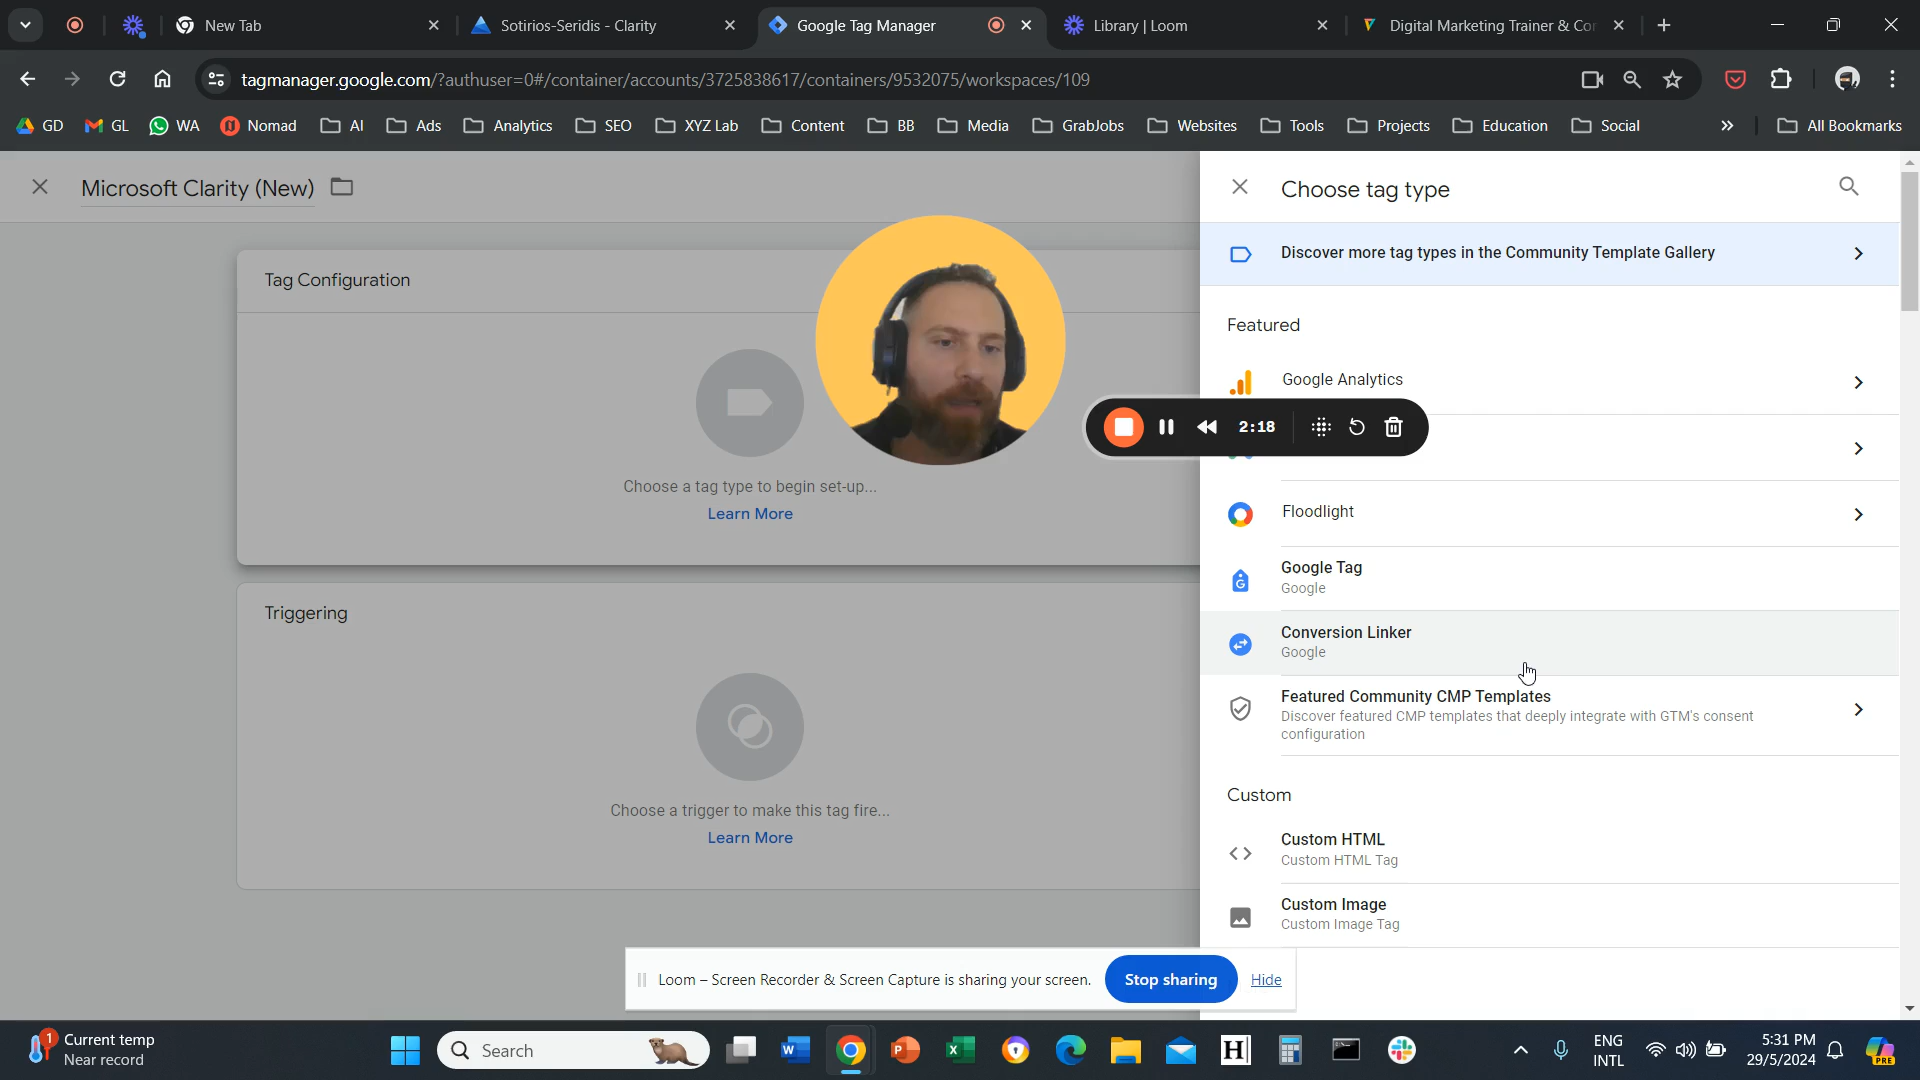 New Tab
Sotirios-Seridis - Clarity
Google Tag Manager
Library | Loom
Digital Marketing Trainer & Cor
tagmanager.google.com/?authuser=0#/container/accounts/3725838617/containers/9532075/workspaces/109
GD
GL
WA
Nomad
AI
Ads
Analytics
SEO
XYZ Lab
Content
BB
Media
GrabJobs
Websites
Tools
Projects
Education
Social
All Bookmarks
Microsoft Clarity (New)
Choose tag type
Discover more tag types in the Community Template Gallery
Tag Configuration
Featured
Google Analytics
2:18
Choose a tag type to begin set-up...
Learn More
Floodlight
Google Tag
Google
Triggering
Conversion Linker
Google
Featured Community CMP Templates
Discover featured CMP templates that deeply integrate with GTM's consent
configuration
Custom
Choose a trigger to make this tag fire...
Learn More
Custom HTML
Custom HTML Tag
Custom Image
Custom Image Tag
Loom – Screen Recorder & Screen Capture is sharing your screen.
Stop sharing
Hide
1
Current temp
Near record
Search
ENG
INTL
5:31 PM
29/5/2024
PRE